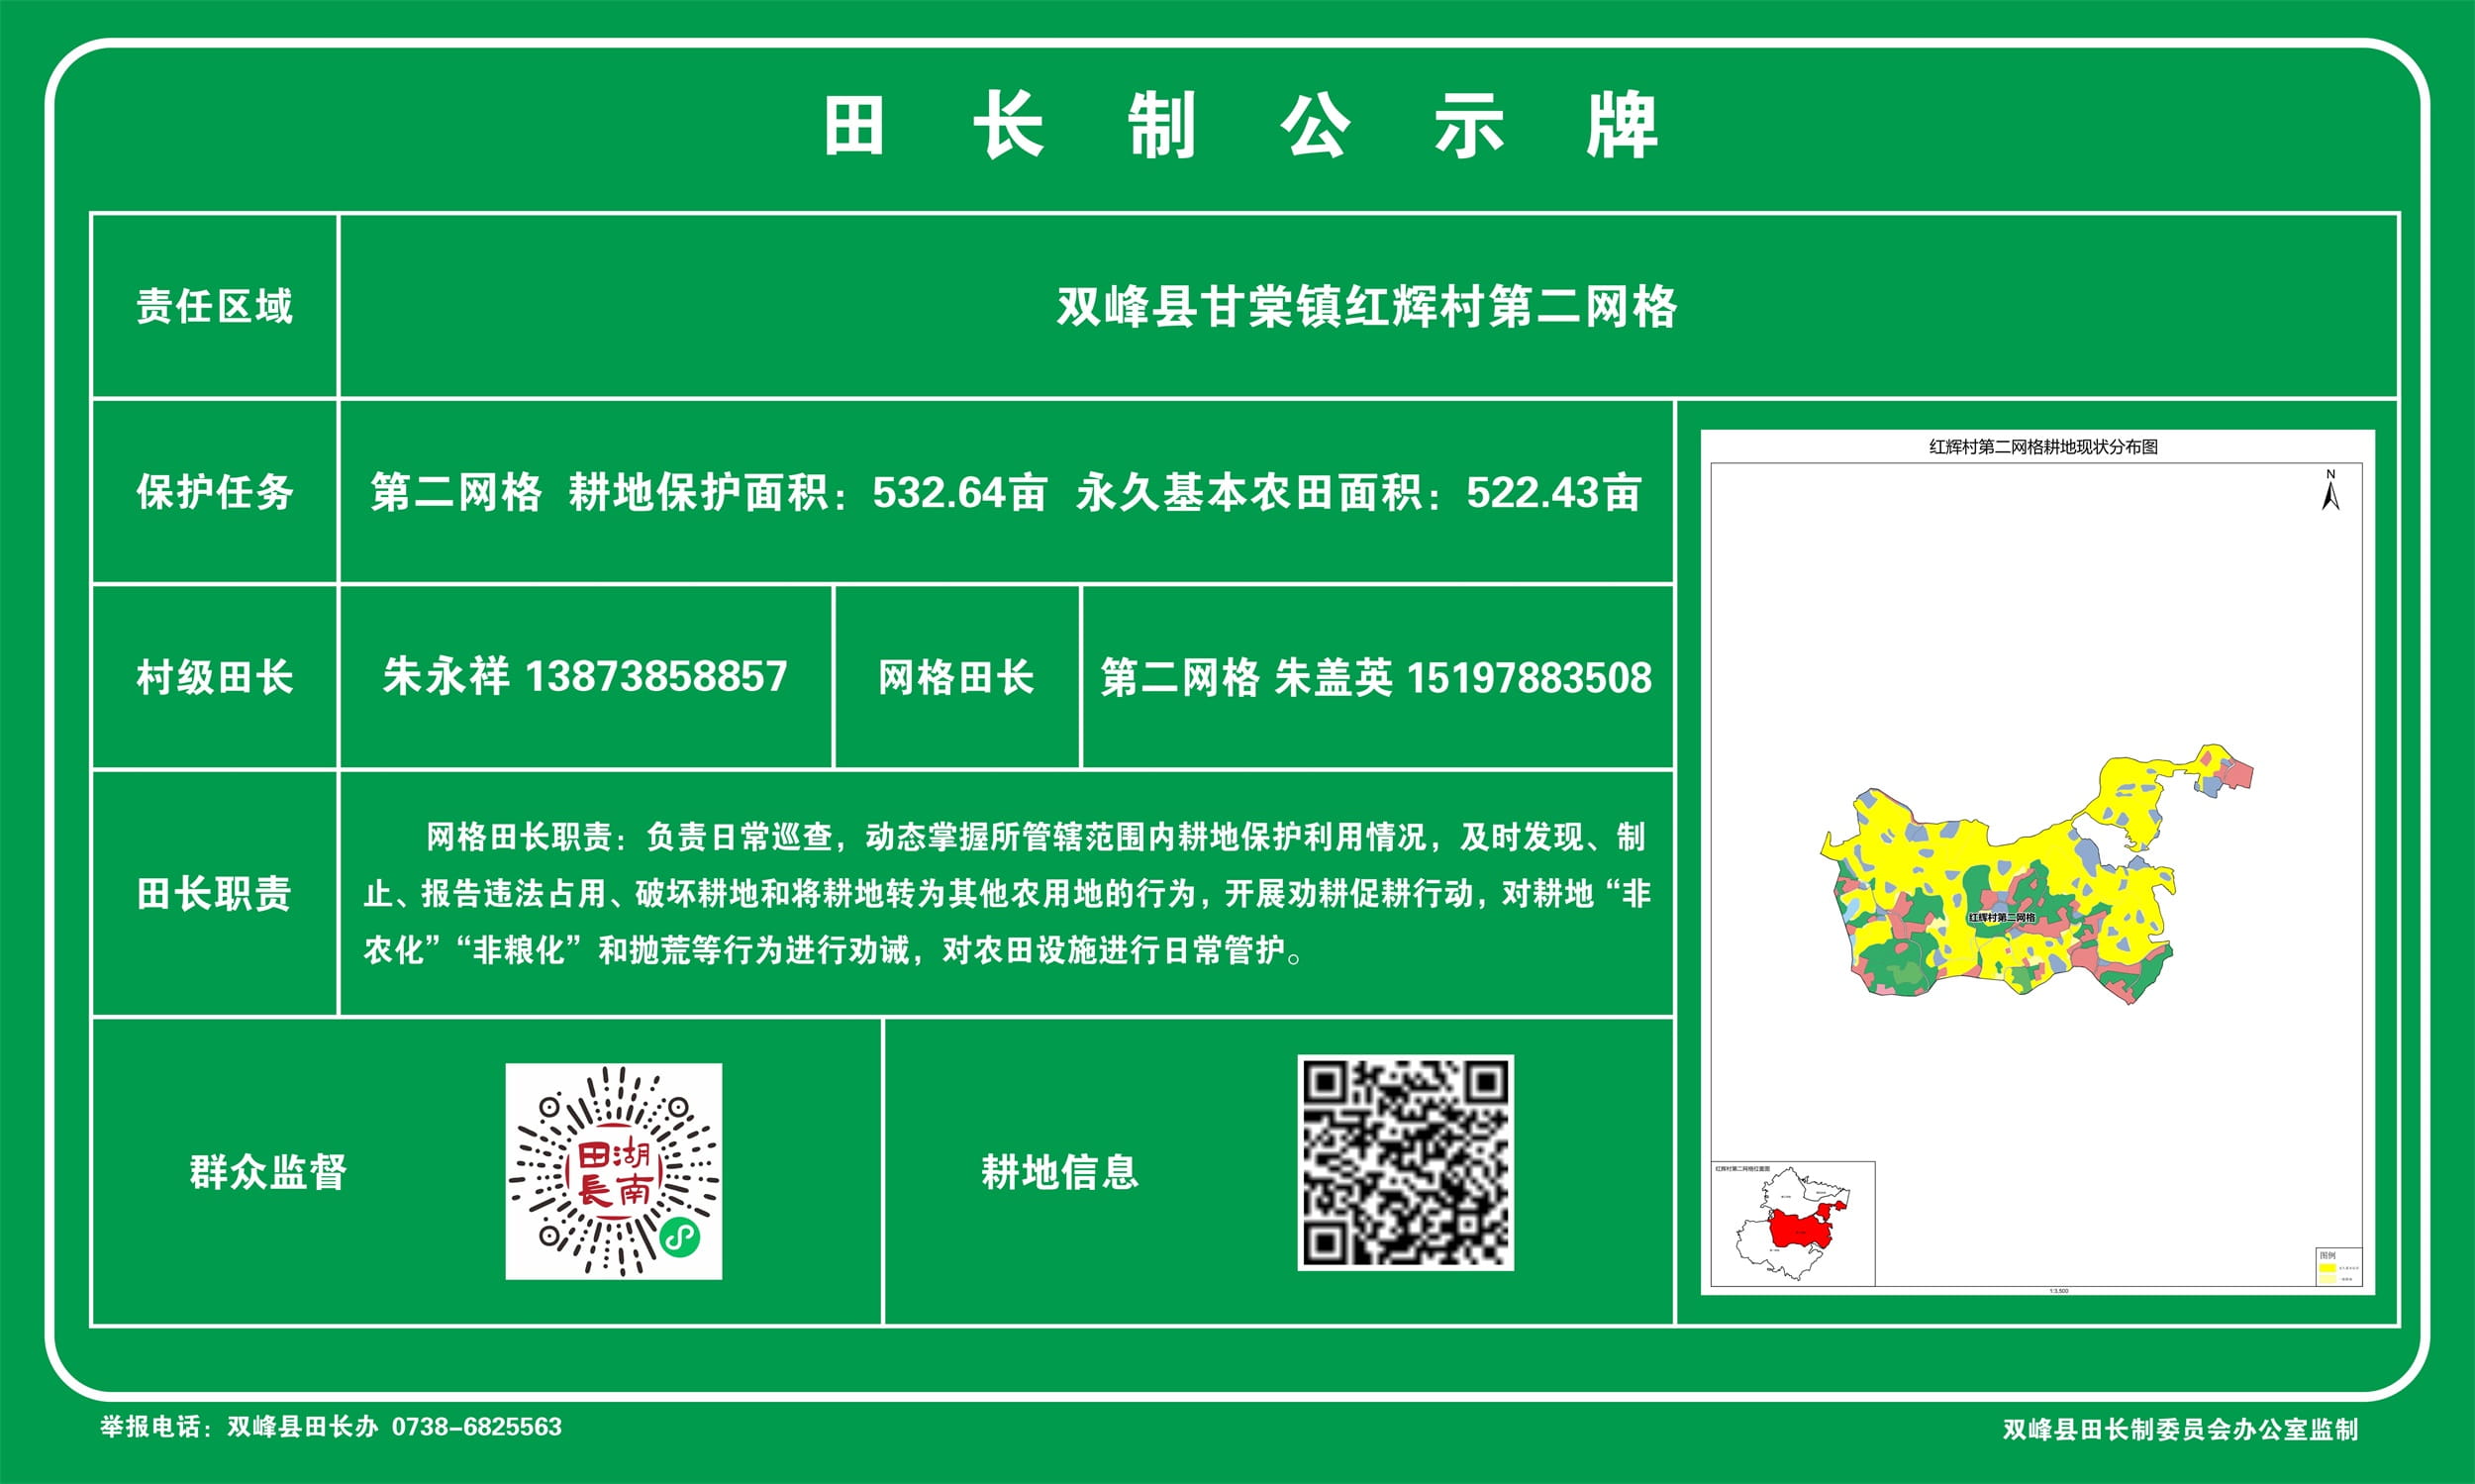 田长制公示牌
责任区域
双峰县甘棠镇红辉村第二网格
保护任务
第二网格 耕地保护面积：532.64亩 永久基本农田面积：522.43亩
村级田长
朱永祥 13873858857
网格田长
第二网格 朱盖英 15197883508
田长职责
网格田长职责：负责日常巡查，动态掌握所管辖范围内耕地保护利用情况，及时发现、制
止、报告违法占用、破坏耕地和将耕地转为其他农用地的行为，开展劝耕促耕行动，对耕地“非
农化”“非粮化”和抛荒等行为进行劝诫，对农田设施进行日常管护。
群众监督
湖南
田長
耕地信息
红辉村第二网格耕地现状分布图
N
红辉村第二网格
红辉村第二网格位置图
图例
1:3,500
举报电话：双峰县田长办 0738-6825563
双峰县田长制委员会办公室监制